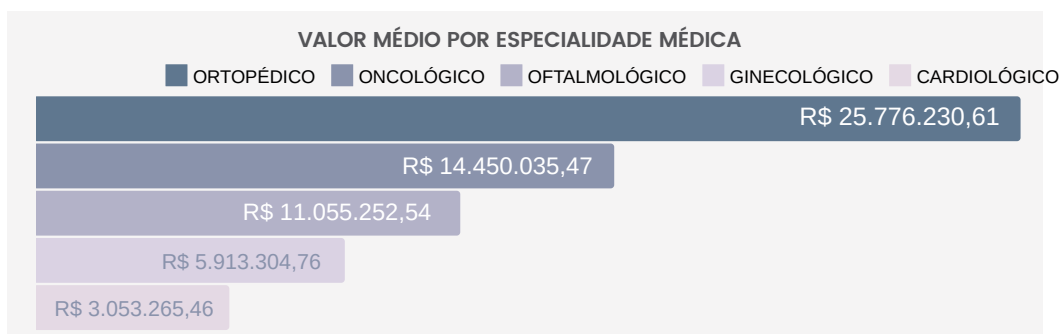 VALOR MÉDIO POR ESPECIALIDADE MÉDICA
ORTOPÉDICO ONCOLÓGICO OFTALMOLÓGICO GINECOLÓGICO CARDIOLÓGICO
R$ 25.776.230,61
R$ 14.450.035,47
R$ 11.055.252,54
R$ 5.913.304,76
R$ 3.053.265,46